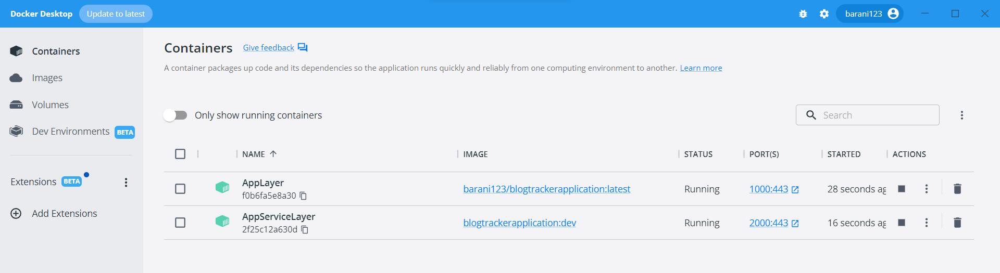 Docker Desktop Update to latest barani123
Containers
Images
Volumes
Dev Environments BETA
Extensions BETA
Add Extensions
Containers Give feedback
A container packages up code and its dependencies so the application runs quickly and reliably from one computing environment to another. Learn more
Only show running containers Search
NAME IMAGE STATUS PORT(S) STARTED ACTIONS
AppLayer barani123/blogtrackerapplication:latest Running 1000:443 28 seconds ag
f0b6fa5e8a30
AppServiceLayer blogtrackerapplication:dev Running 2000:443 16 seconds ag
2f25c12a630d